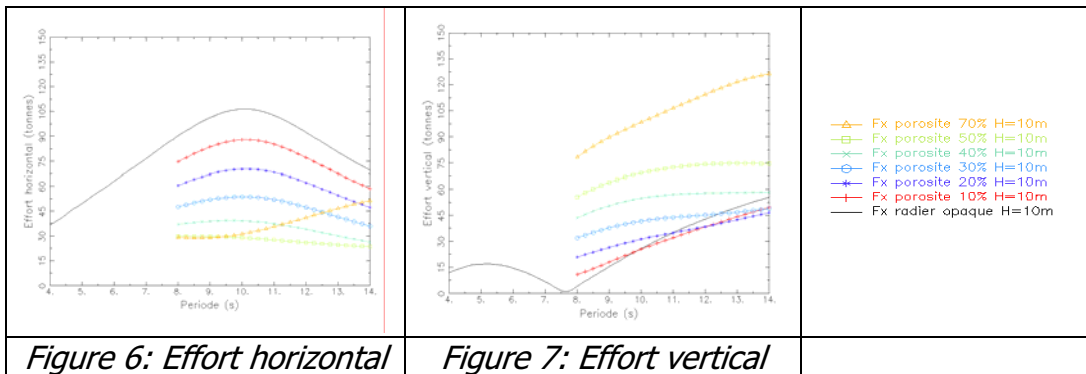 Effort horizontal (tonnes)
0 15 30 45 60 75 90 105 120 135 150
4. 5. 6. 7. 8. 9. 10. 11. 12. 13. 14.
Periode (s)
Effort vertical (tonnes)
0 15 30 45 60 75 90 105 120 135 150
4. 5. 6. 7. 8. 9. 10. 11. 12. 13. 14.
Periode (s)
Fx porosite 70% H=10m
Fx porosite 50% H=10m
Fx porosite 40% H=10m
Fx porosite 30% H=10m
Fx porosite 20% H=10m
Fx porosite 10% H=10m
Fx radier opaque H=10m
Figure 6: Effort horizontal
Figure 7: Effort vertical